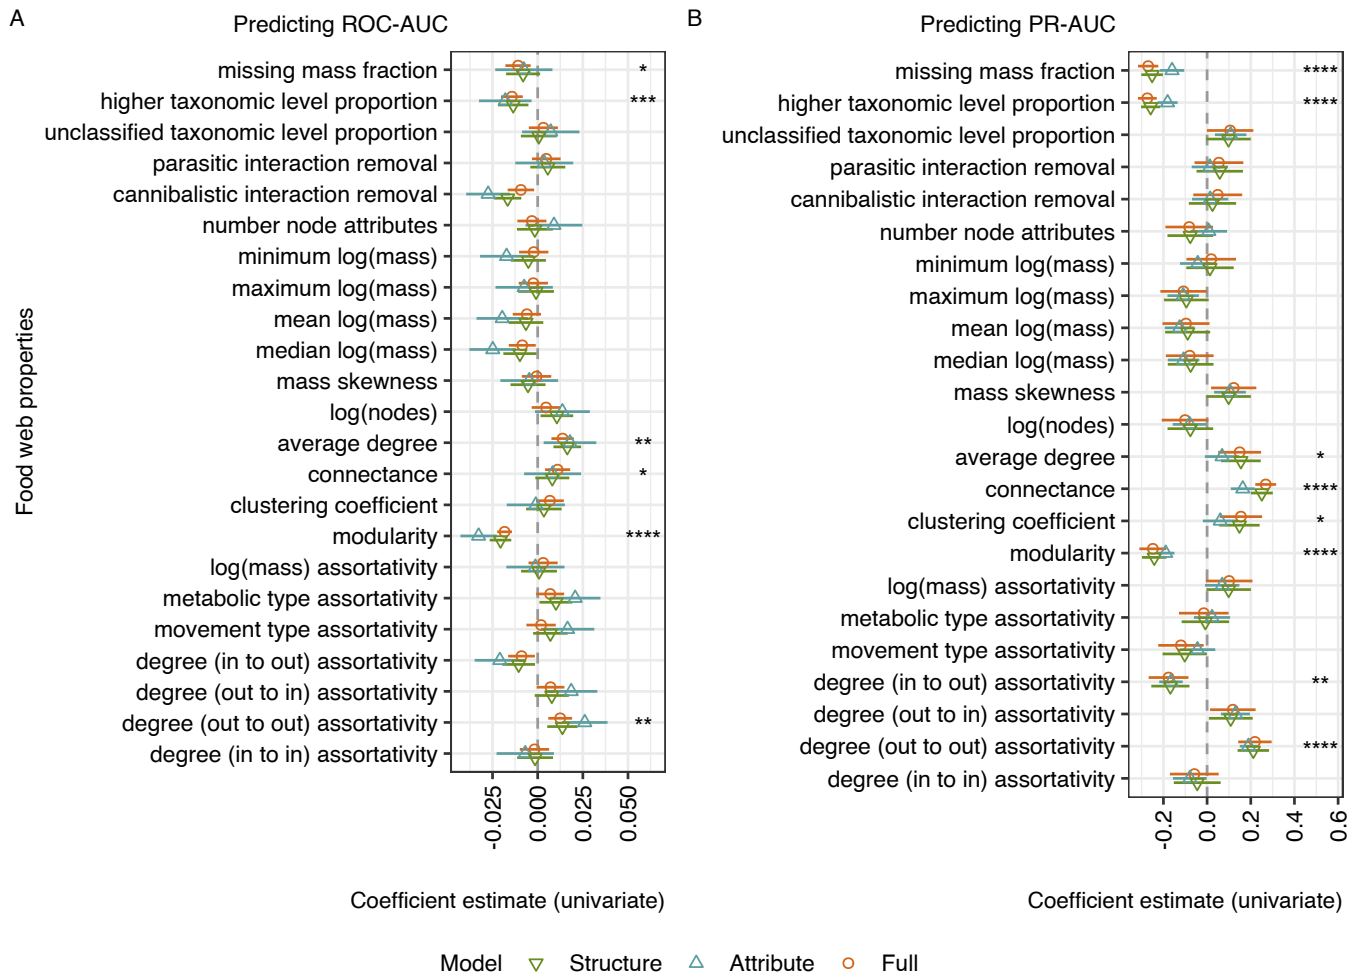 A
Predicting ROC-AUC
Food web properties
missing mass fraction *
higher taxonomic level proportion ***
unclassified taxonomic level proportion
parasitic interaction removal
cannibalistic interaction removal
number node attributes
minimum log(mass)
maximum log(mass)
mean log(mass)
median log(mass)
mass skewness
log(nodes)
average degree **
connectance *
clustering coefficient
modularity ****
log(mass) assortativity
metabolic type assortativity
movement type assortativity
degree (in to out) assortativity
degree (out to in) assortativity
degree (out to out) assortativity **
degree (in to in) assortativity
-0.025 0.000 0.025 0.050
Coefficient estimate (univariate)
B
Predicting PR-AUC
missing mass fraction ****
higher taxonomic level proportion ****
unclassified taxonomic level proportion
parasitic interaction removal
cannibalistic interaction removal
number node attributes
minimum log(mass)
maximum log(mass)
mean log(mass)
median log(mass)
mass skewness
log(nodes)
average degree *
connectance ****
clustering coefficient *
modularity ****
log(mass) assortativity
metabolic type assortativity
movement type assortativity
degree (in to out) assortativity **
degree (out to in) assortativity
degree (out to out) assortativity ****
degree (in to in) assortativity
-0.2 0.0 0.2 0.4 0.6
Coefficient estimate (univariate)
Model Structure Attribute Full